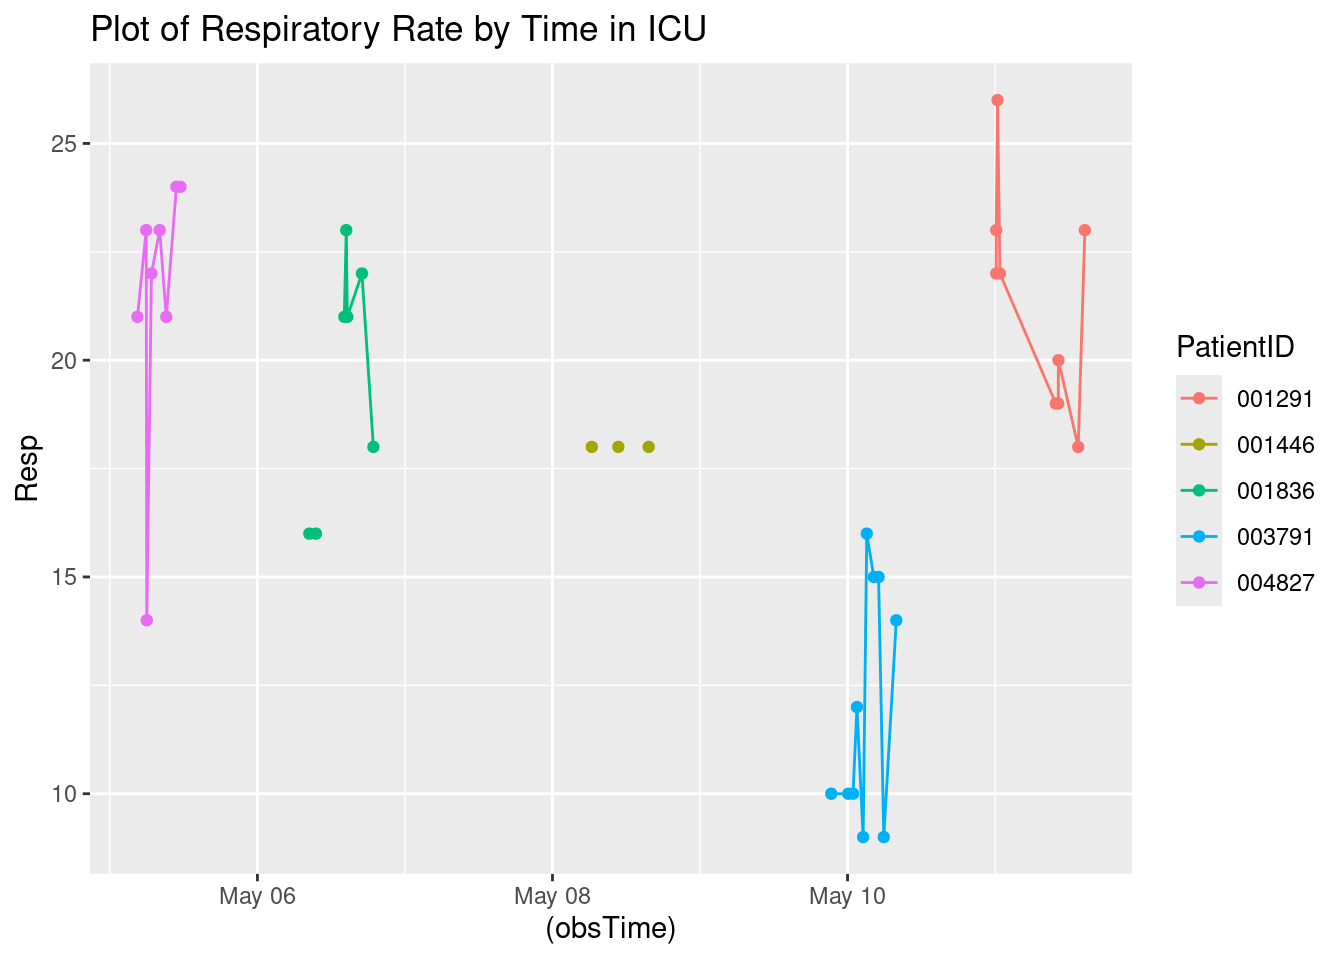 Plot of Respiratory Rate by Time in ICU
25
20
15
10
Resp
May 06
May 08
May 10
(obsTime)
PatientID
001291
001446
001836
003791
004827